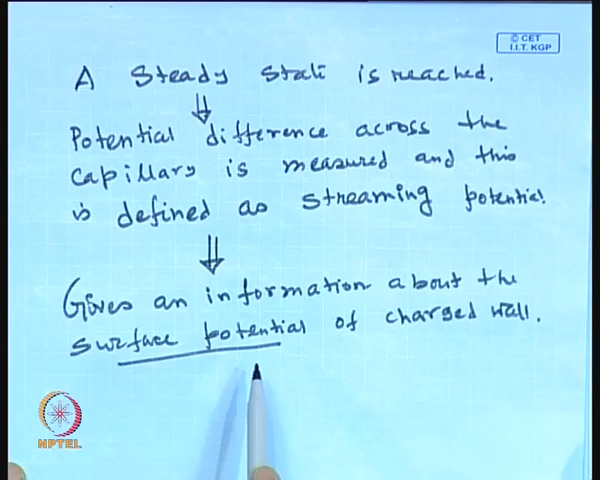 © CET
I.I.T. KGP
A Steady State is reached.
Potential difference across the
Capillary is measured and this
is defined as streaming potential.
Gives an information about the
surface potential of charged wall.
NPTEL